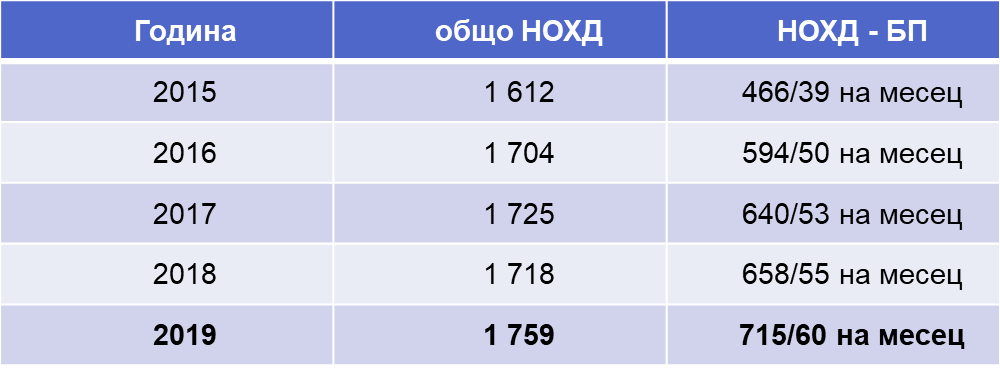 Година общо НОХД НОХД - БП
2015 1 612 466/39 на месец
2016 1 704 594/50 на месец
2017 1 725 640/53 на месец
2018 1 718 658/55 на месец
2019 1 759 715/60 на месец